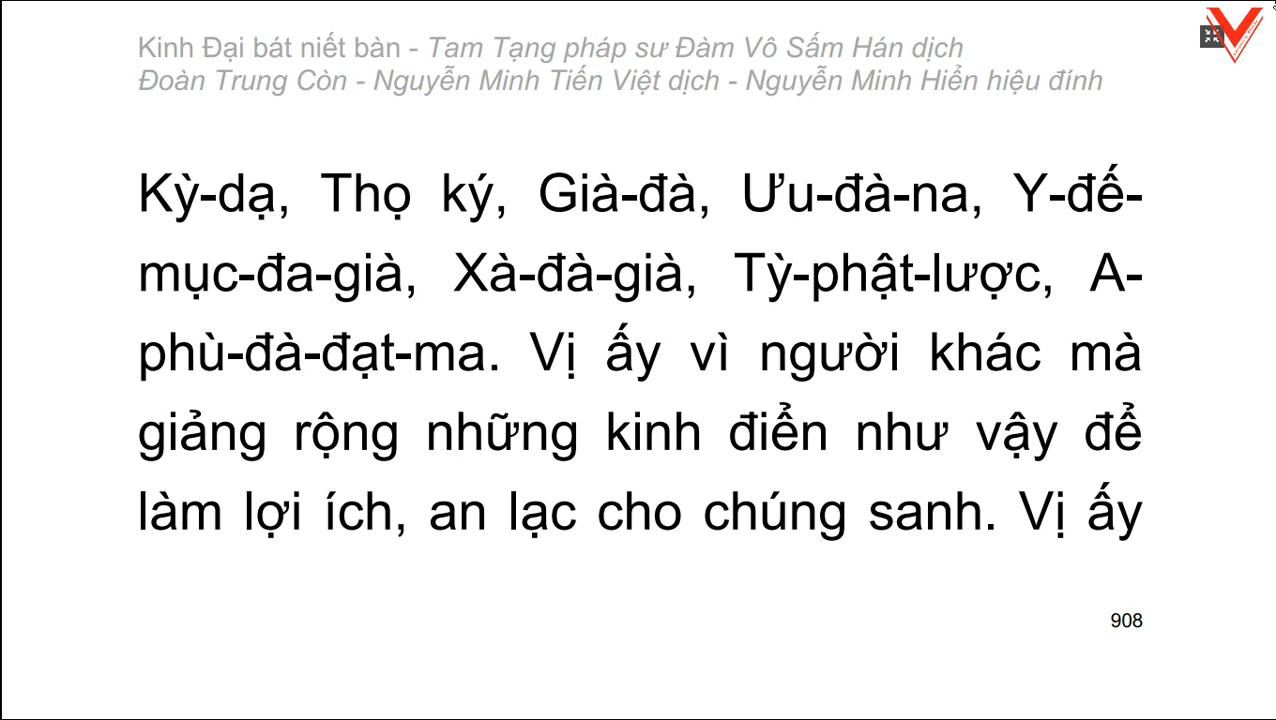 Kinh Đại bát niết bàn - Tam Tạng pháp sư Đàm Vô Sấm Hán dịch
Đoàn Trung Còn - Nguyễn Minh Tiến Việt dịch - Nguyễn Minh Hiển hiệu đính
Kỳ-dạ, Thọ ký, Già-đà, Ưu-đà-na, Y-đế-
mục-đa-già, Xà-đà-già, Tỳ-phật-lược, A-
phù-đà-đạt-ma. Vị ấy vì người khác mà
giảng rộng những kinh điển như vậy để
làm lợi ích, an lạc cho chúng sanh. Vị ấy
908